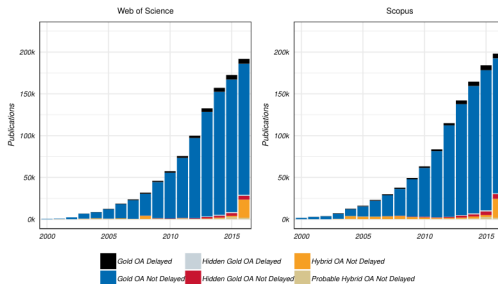 Web of Science
Scopus
200k
150k
100k
50k
0k
Publications
2000
2005
2010
2015
200k
150k
100k
50k
0k
Publications
2000
2005
2010
2015
Gold OA Delayed
Hidden Gold OA Delayed
Hybrid OA Not Delayed
Gold OA Not Delayed
Hidden Gold OA Not Delayed
Probable Hybrid OA Not Delayed